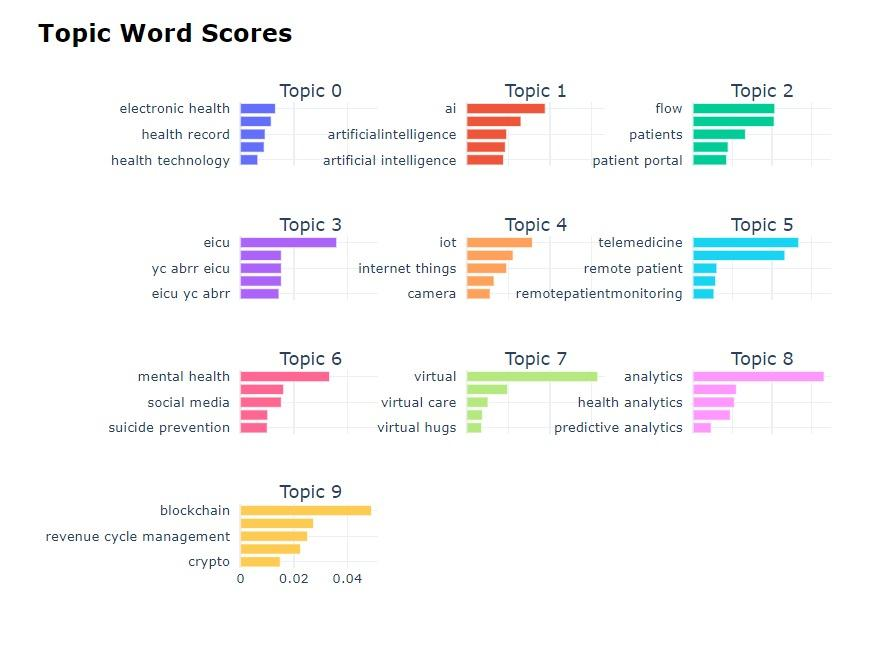 Topic Word Scores
Topic 0
electronic health
health record
health technology
Topic 1
ai
artificialintelligence
artificial intelligence
Topic 2
flow
patients
patient portal
Topic 3
eicu
yc abrr eicu
eicu yc abrr
Topic 4
iot
internet things
camera
Topic 5
telemedicine
remote patient
remotepatientmonitoring
Topic 6
mental health
social media
suicide prevention
Topic 7
virtual
virtual care
virtual hugs
Topic 8
analytics
health analytics
predictive analytics
Topic 9
blockchain
revenue cycle management
crypto
0 0.02 0.04